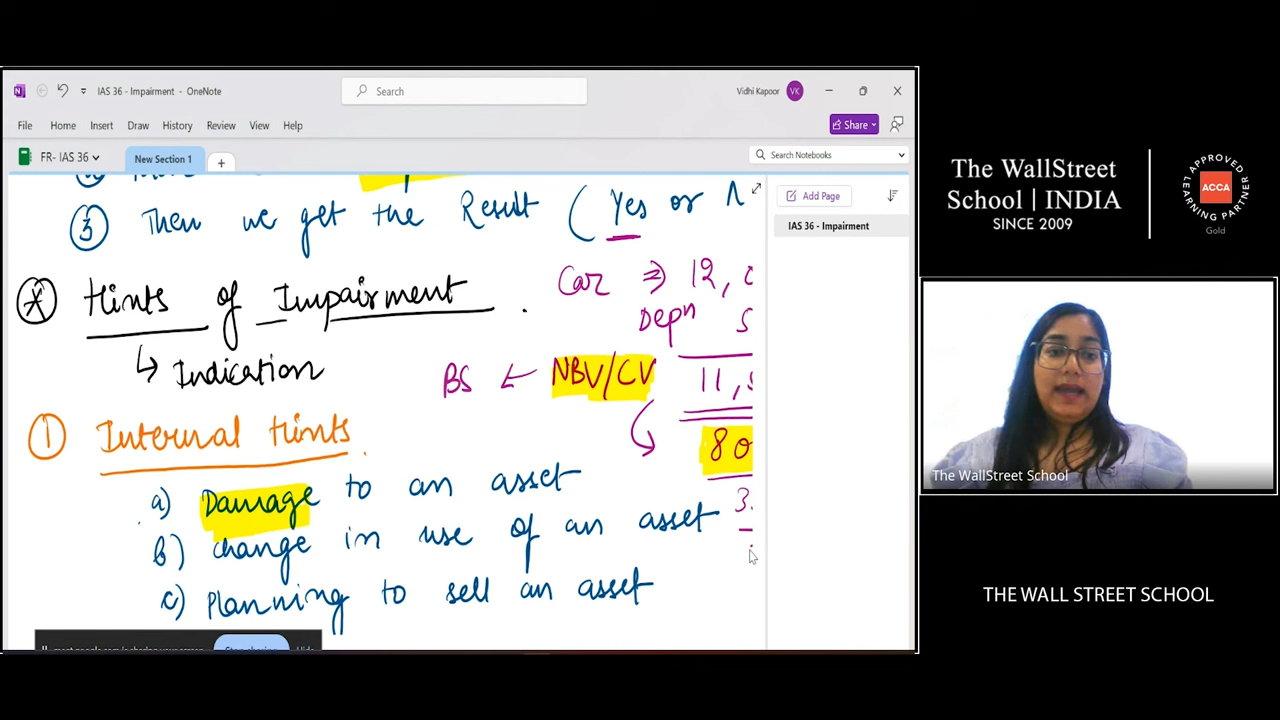 IAS 36 - Impairment - OneNote
Search
Vidhi Kapoor
VK
File Home Insert Draw History Review View Help
Share
FR- IAS 36
New Section 1
+
Search Notebooks
Add Page
IAS 36 - Impairment
③ Then we get the Result ( Yes or
Hints of Impairment .
↳ Indication
Car ⇒ 12,
Depn
BS ← NBV/CV 11,
80
3.
① Internal Hints .
a) Damage to an asset
b) change in use of an asset
c) Planning to sell an asset
The WallStreet
School | INDIA
SINCE 2009
APPROVED
LEARNING PARTNER
ACCA
Gold
The WallStreet School
THE WALL STREET SCHOOL